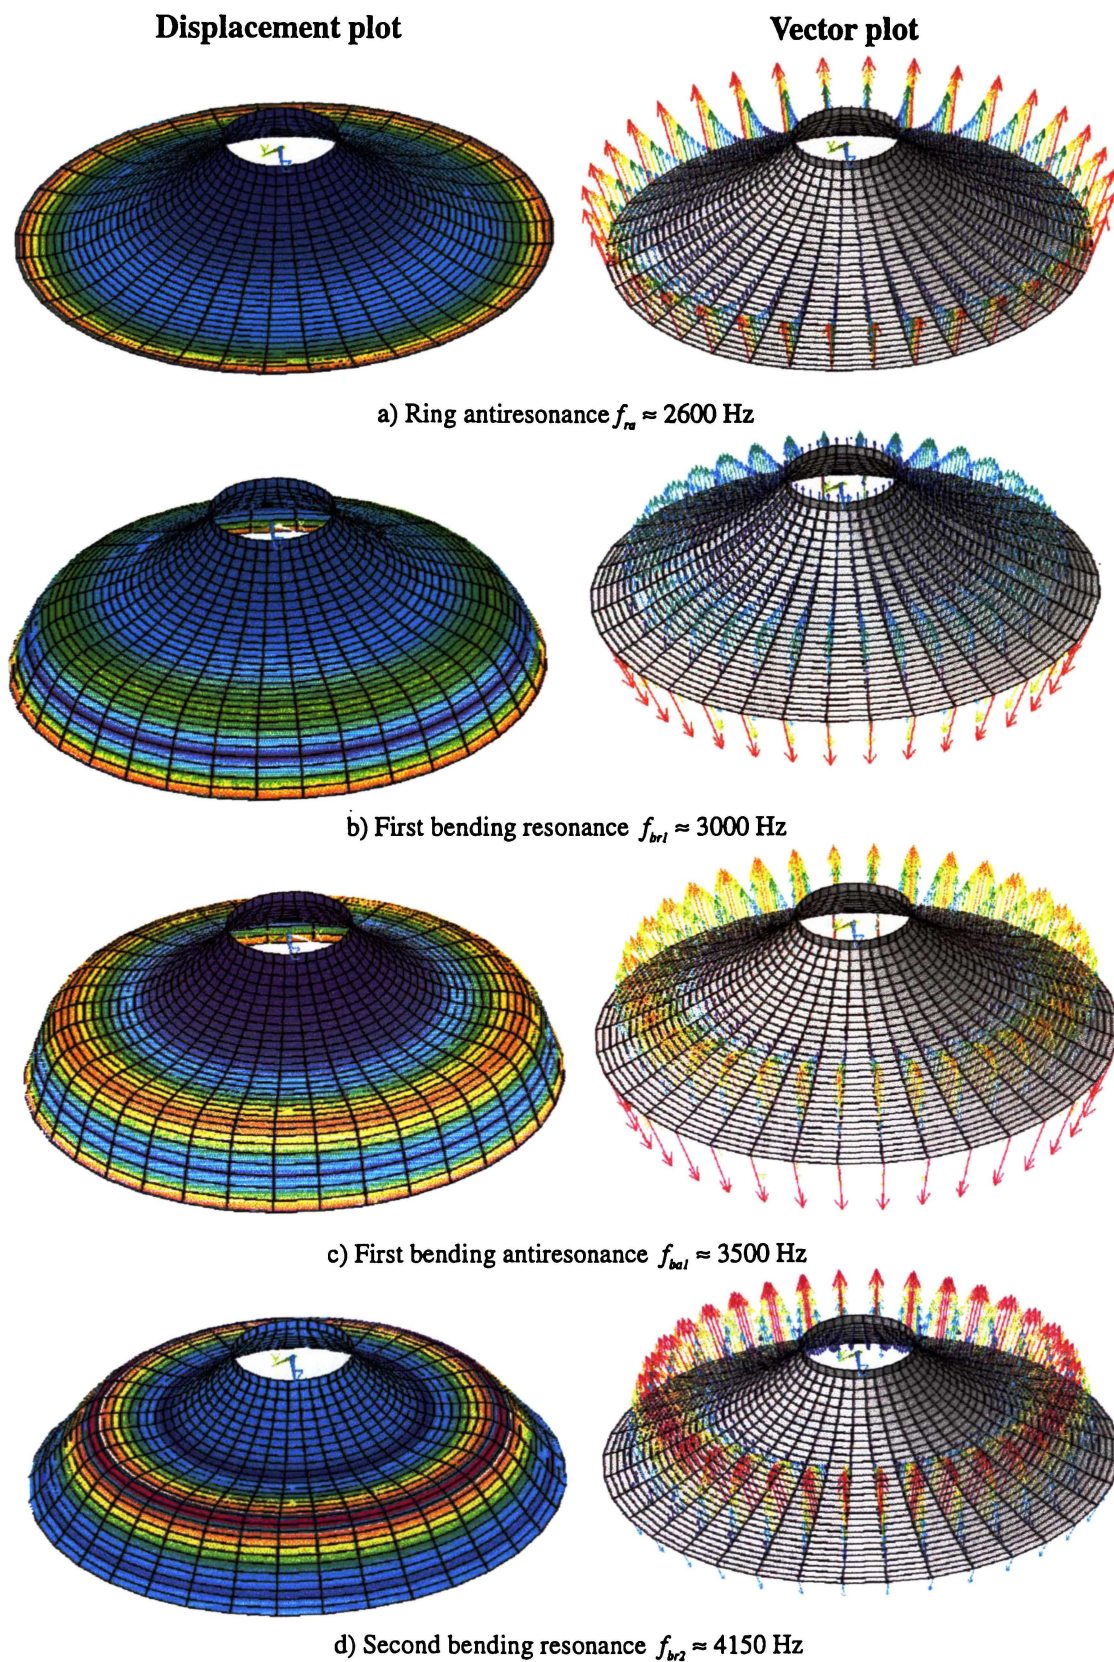 Displacement plot
Vector plot
a) Ring antiresonance f_ra ≈ 2600 Hz
b) First bending resonance f_br1 ≈ 3000 Hz
c) First bending antiresonance f_ba1 ≈ 3500 Hz
d) Second bending resonance f_br2 ≈ 4150 Hz